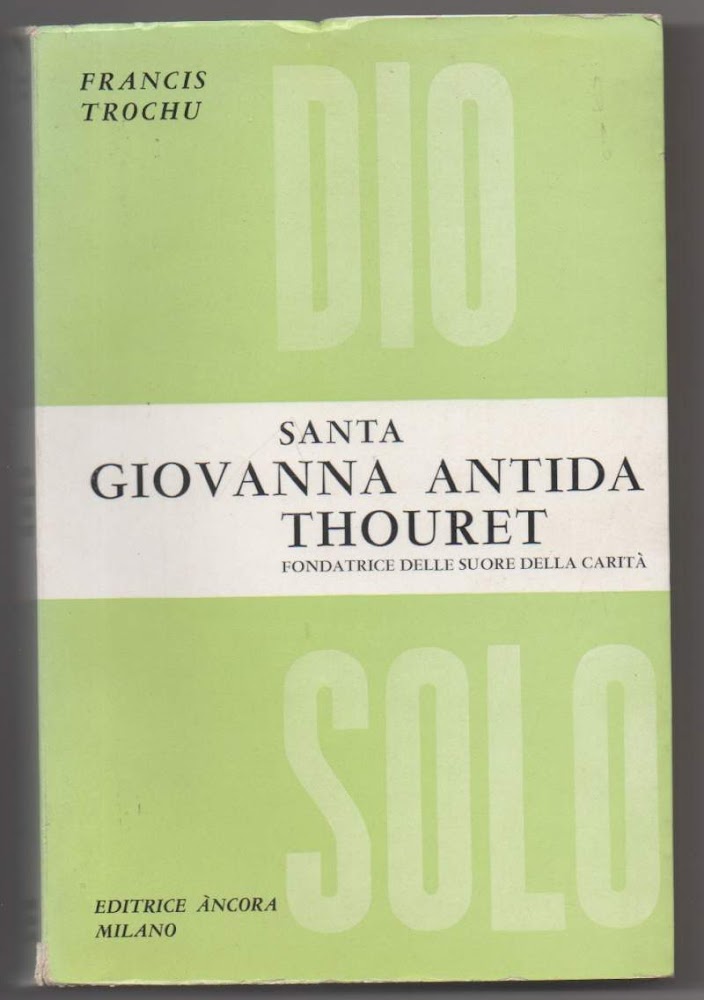 FRANCIS
TROCHU
DIO
SANTA
GIOVANNA ANTIDA
THOURET
FONDATRICE DELLE SUORE DELLA CARITÀ
SOLO
EDITRICE ÀNCORA
MILANO